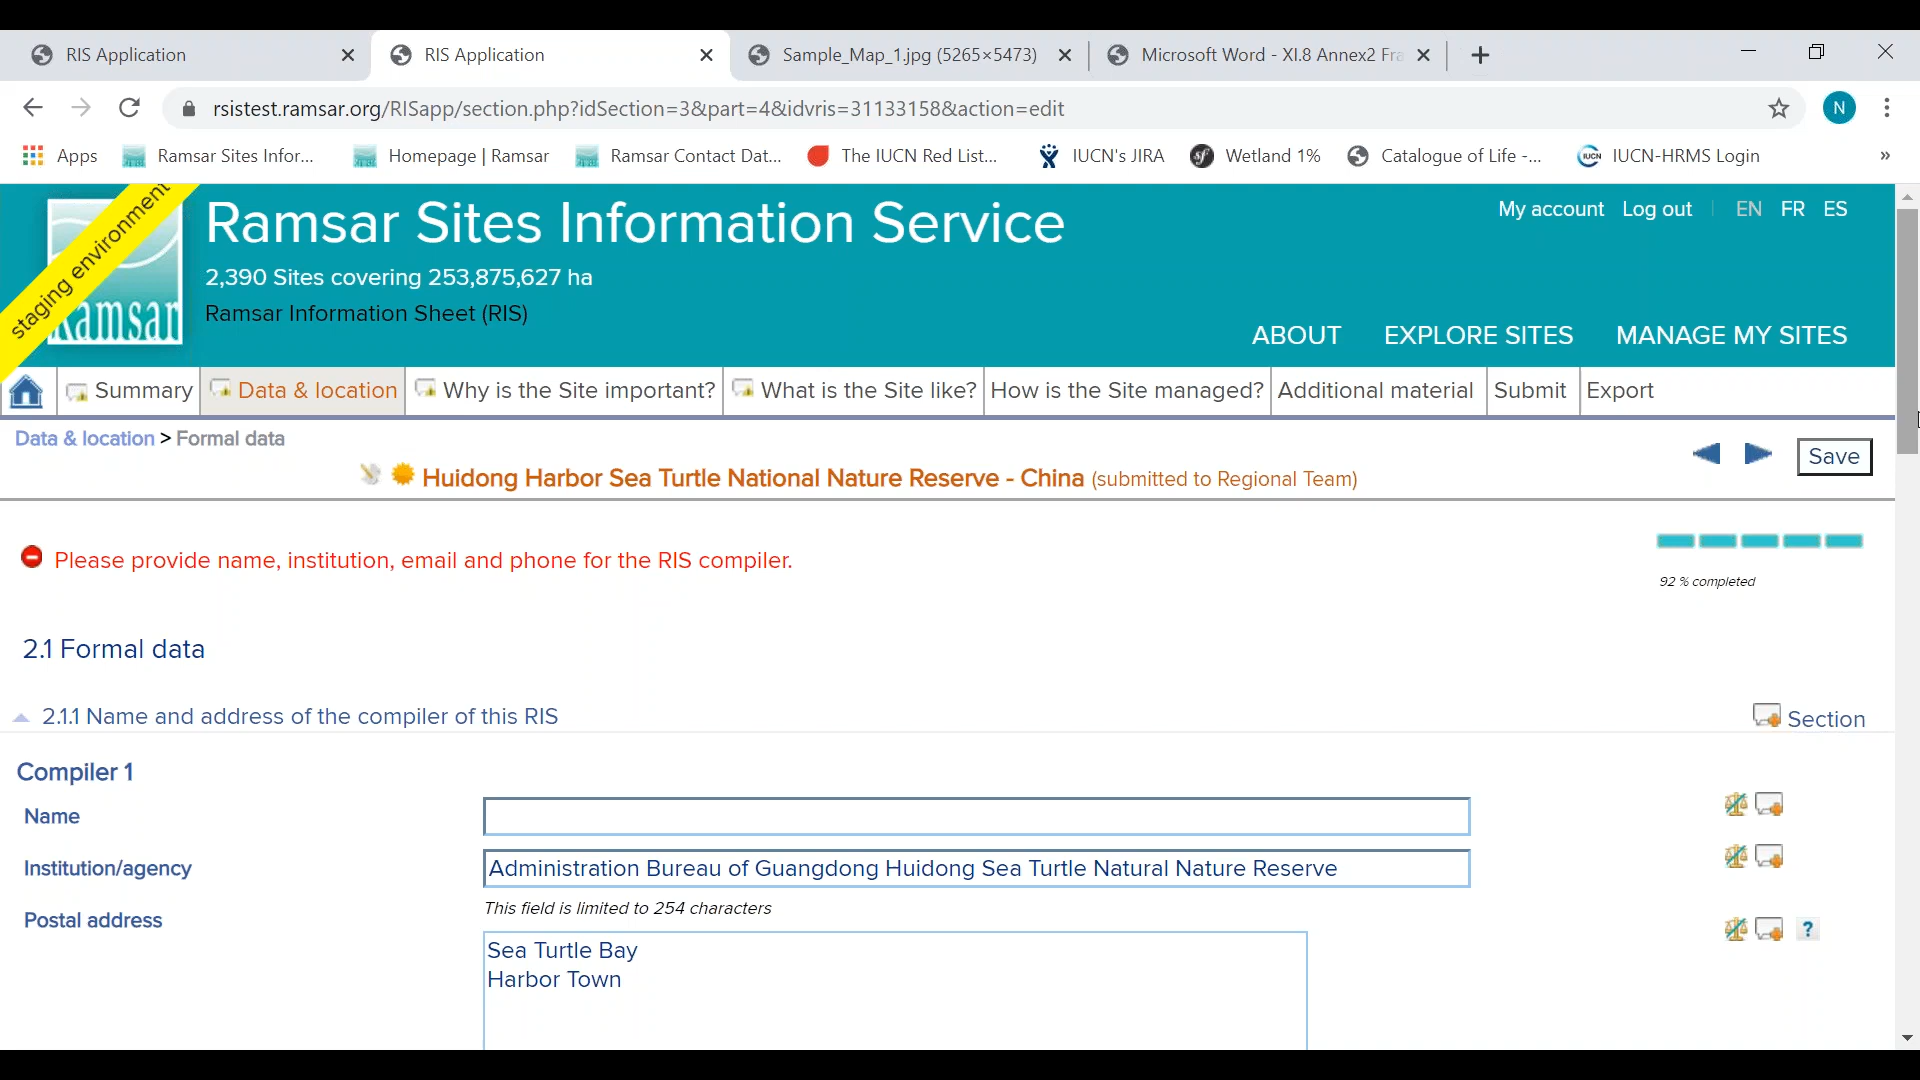 RIS Application
RIS Application
Sample_Map_1.jpg (5265×5473)
Microsoft Word - XI.8 Annex2 Fra
rsistest.ramsar.org/RISapp/section.php?idSection=3&part=4&idvris=31133158&action=edit
N
Apps
Ramsar Sites Infor...
Homepage | Ramsar
Ramsar Contact Dat...
The IUCN Red List...
IUCN's JIRA
Wetland 1%
Catalogue of Life -...
IUCN-HRMS Login
»
staging environment
Ramsar
Ramsar Sites Information Service
My account Log out | EN FR ES
2,390 Sites covering 253,875,627 ha
Ramsar Information Sheet (RIS)
ABOUT EXPLORE SITES MANAGE MY SITES
Summary
Data & location
Why is the Site important?
What is the Site like?
How is the Site managed?
Additional material
Submit
Export
Data & location > Formal data
Save
Huidong Harbor Sea Turtle National Nature Reserve - China (submitted to Regional Team)
Please provide name, institution, email and phone for the RIS compiler.
92 % completed
2.1 Formal data
2.1.1 Name and address of the compiler of this RIS
Section
Compiler 1
Name
Institution/agency
Administration Bureau of Guangdong Huidong Sea Turtle Natural Nature Reserve
This field is limited to 254 characters
Postal address
?
Sea Turtle Bay
Harbor Town